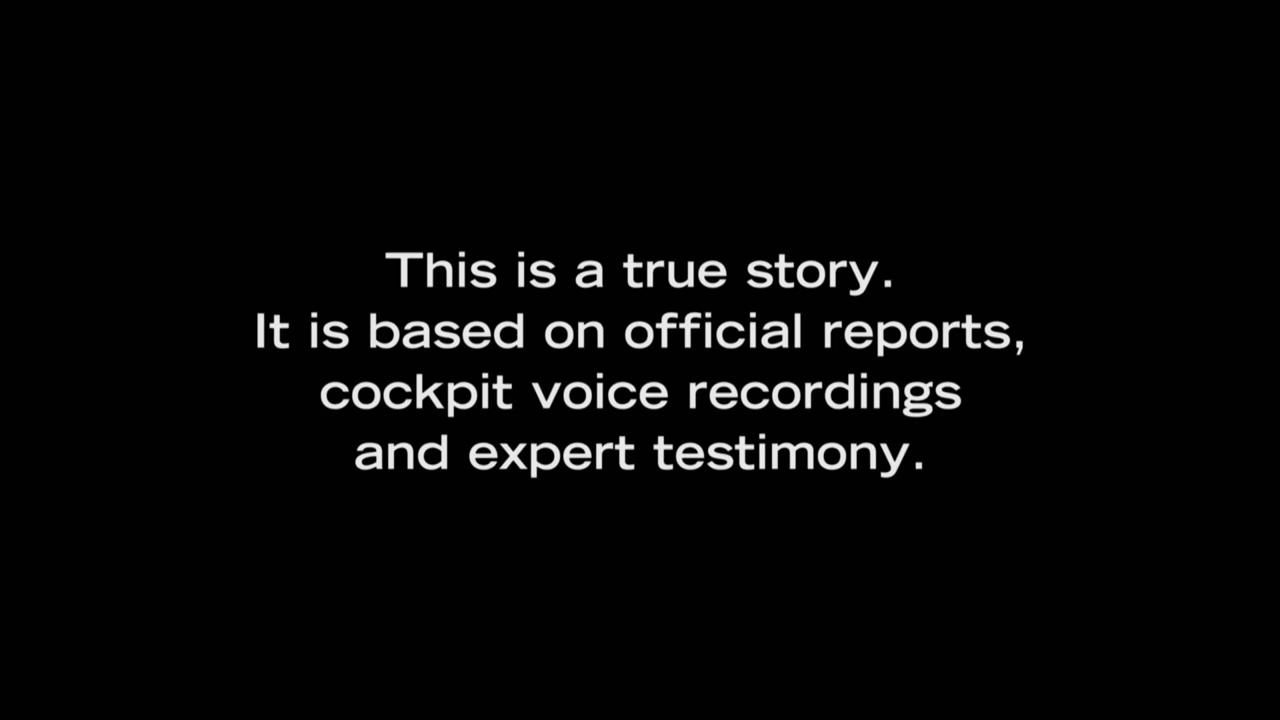 This is a true story.
It is based on official reports,
cockpit voice recordings
and expert testimony.